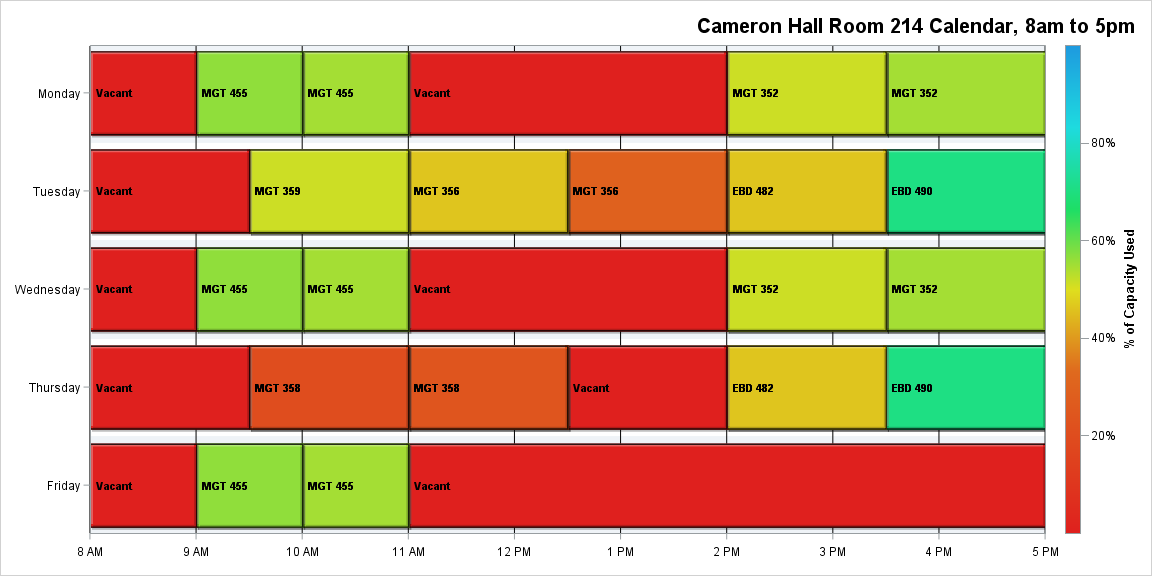 Cameron Hall Room 214 Calendar, 8am to 5pm
Monday Vacant MGT 455 MGT 455 Vacant MGT 352 MGT 352
Tuesday Vacant MGT 359 MGT 356 MGT 356 EBD 482 EBD 490
Wednesday Vacant MGT 455 MGT 455 Vacant MGT 352 MGT 352
Thursday Vacant MGT 358 MGT 358 Vacant EBD 482 EBD 490
Friday Vacant MGT 455 MGT 455 Vacant
8 AM 9 AM 10 AM 11 AM 12 PM 1 PM 2 PM 3 PM 4 PM 5 PM
80%
60%
40%
20%
% of Capacity Used